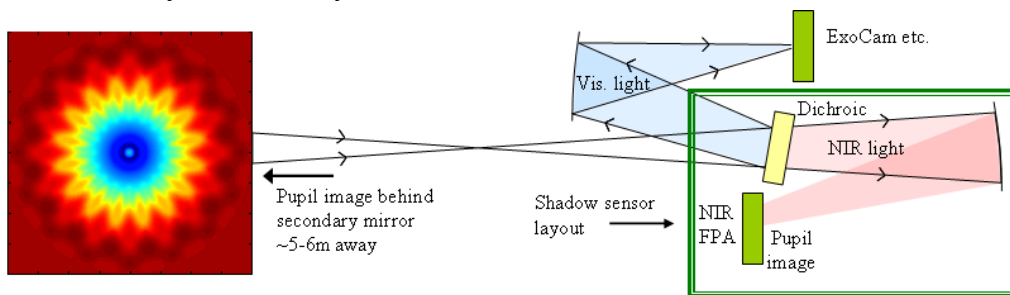 ExoCam etc.
Vis. light
Dichroic
NIR light
Pupil image behind
secondary mirror
~5-6m away
Shadow sensor
layout
NIR
FPA
Pupil
image